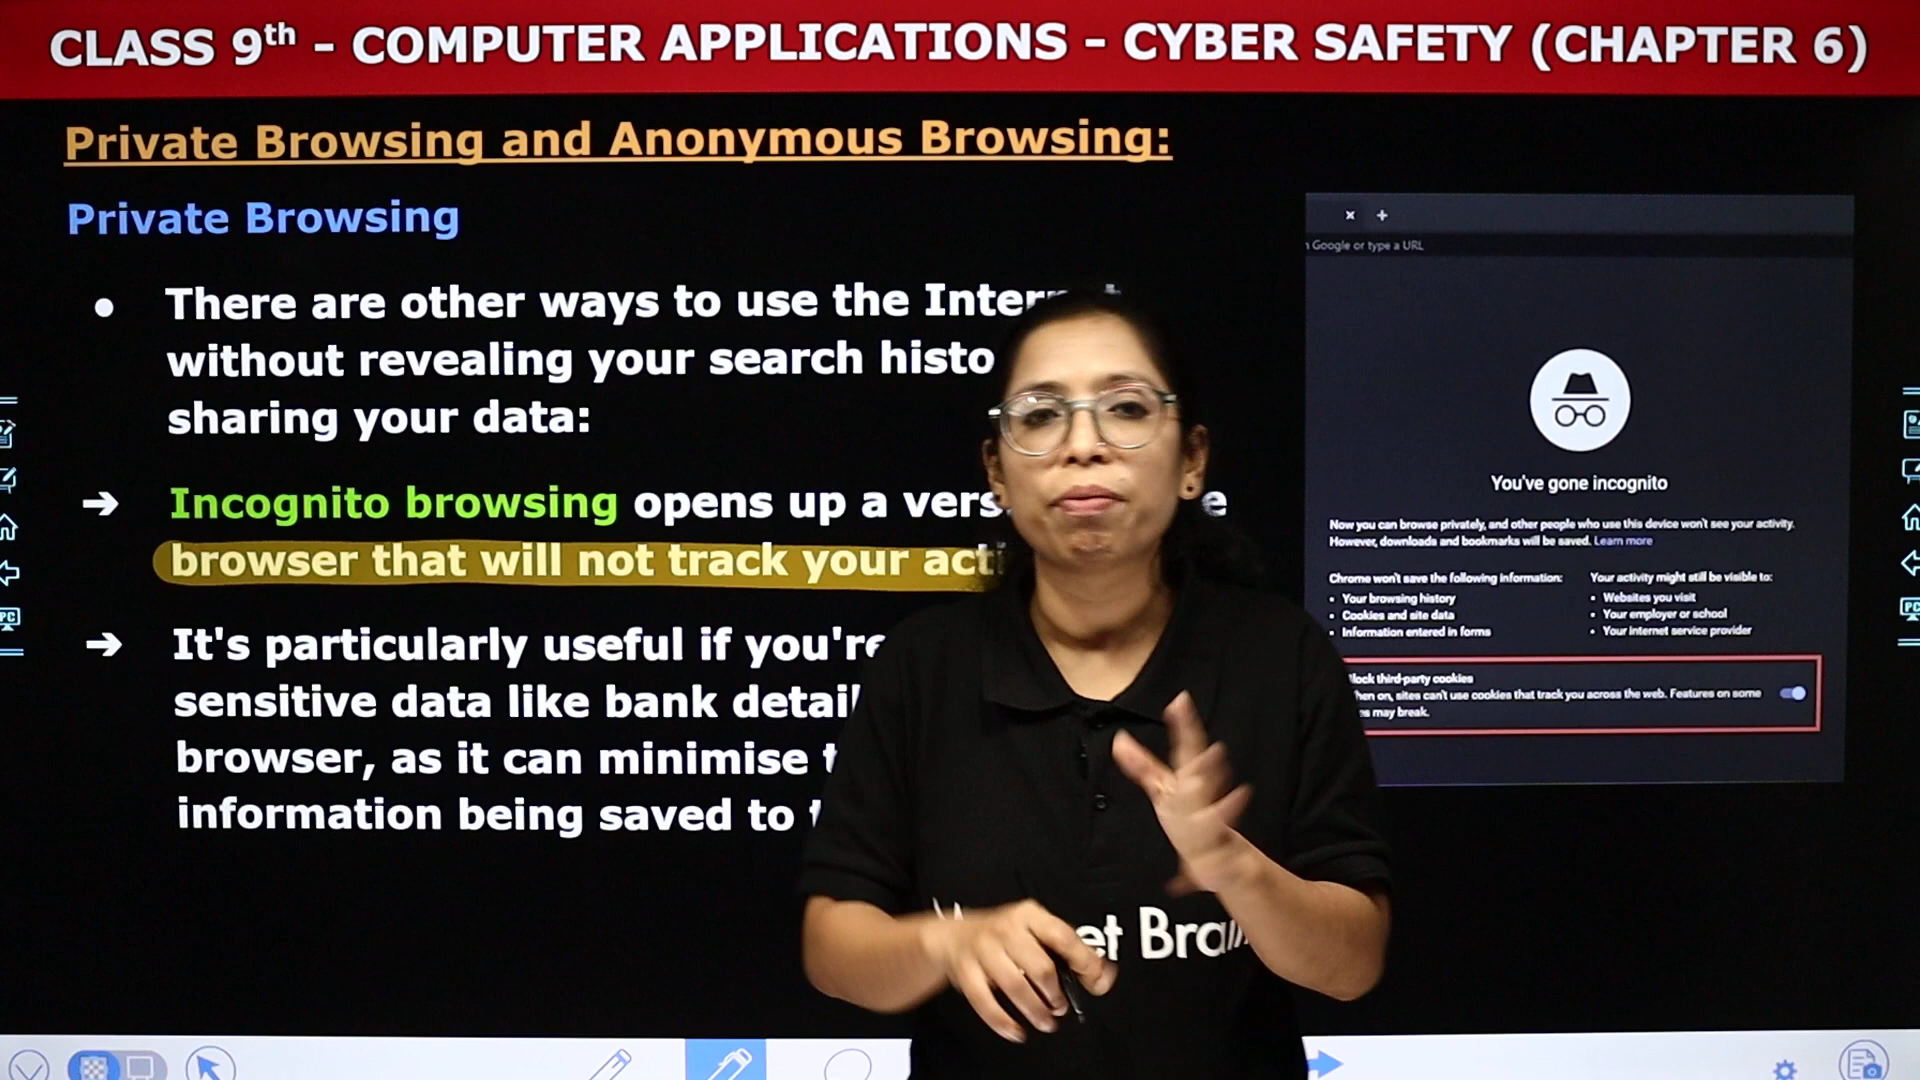 CLASS 9th - COMPUTER APPLICATIONS - CYBER SAFETY (CHAPTER 6)
Private Browsing and Anonymous Browsing:
Private Browsing
• There are other ways to use the Internet
without revealing your search histo
sharing your data:
➔ Incognito browsing opens up a vers e
browser that will not track your acti
➔ It's particularly useful if you're
sensitive data like bank detail
browser, as it can minimise t
information being saved to t
× +
Google or type a URL
You've gone incognito
Now you can browse privately, and other people who use this device won't see your activity.
However, downloads and bookmarks will be saved. Learn more
Chrome won't save the following information:
• Your browsing history
• Cookies and site data
• Information entered in forms
Your activity might still be visible to:
• Websites you visit
• Your employer or school
• Your internet service provider
lock third-party cookies
hen on, sites can't use cookies that track you across the web. Features on some
es may break.
et Brai
PC
PC